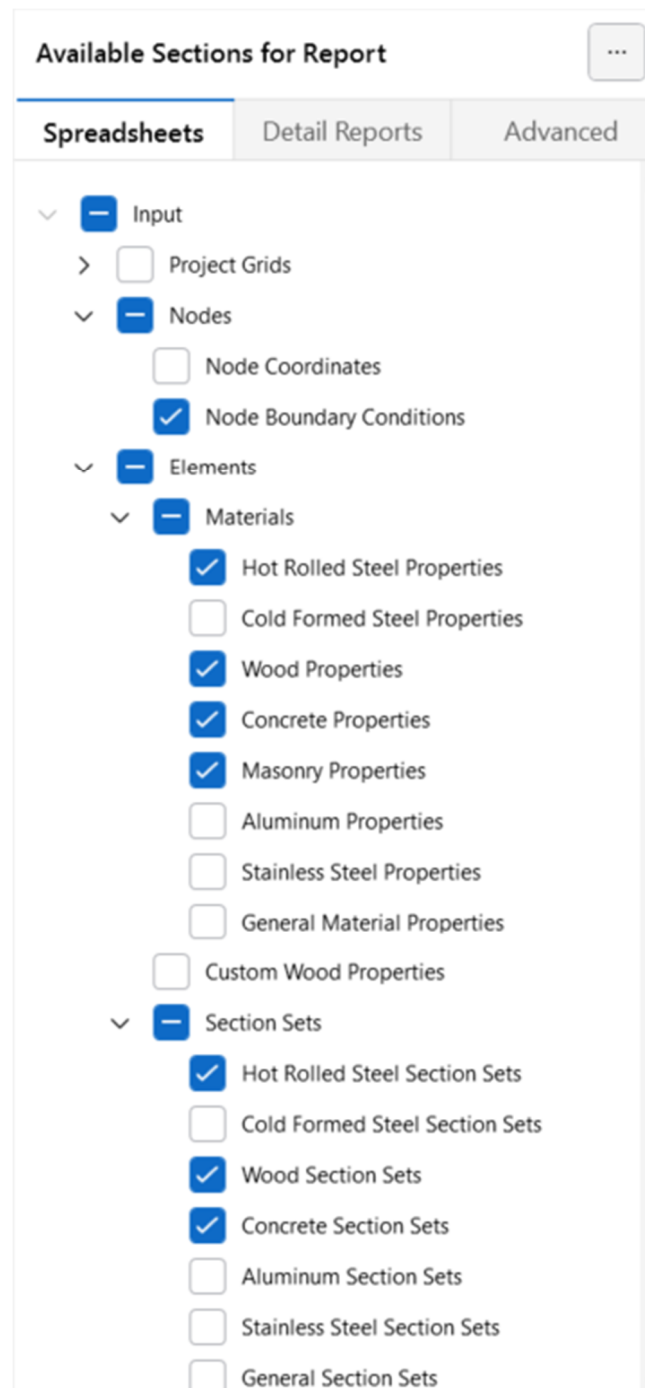 Available Sections for Report
...
Spreadsheets Detail Reports Advanced
Input
Project Grids
Nodes
Node Coordinates
Node Boundary Conditions
Elements
Materials
Hot Rolled Steel Properties
Cold Formed Steel Properties
Wood Properties
Concrete Properties
Masonry Properties
Aluminum Properties
Stainless Steel Properties
General Material Properties
Custom Wood Properties
Section Sets
Hot Rolled Steel Section Sets
Cold Formed Steel Section Sets
Wood Section Sets
Concrete Section Sets
Aluminum Section Sets
Stainless Steel Section Sets
General Section Sets